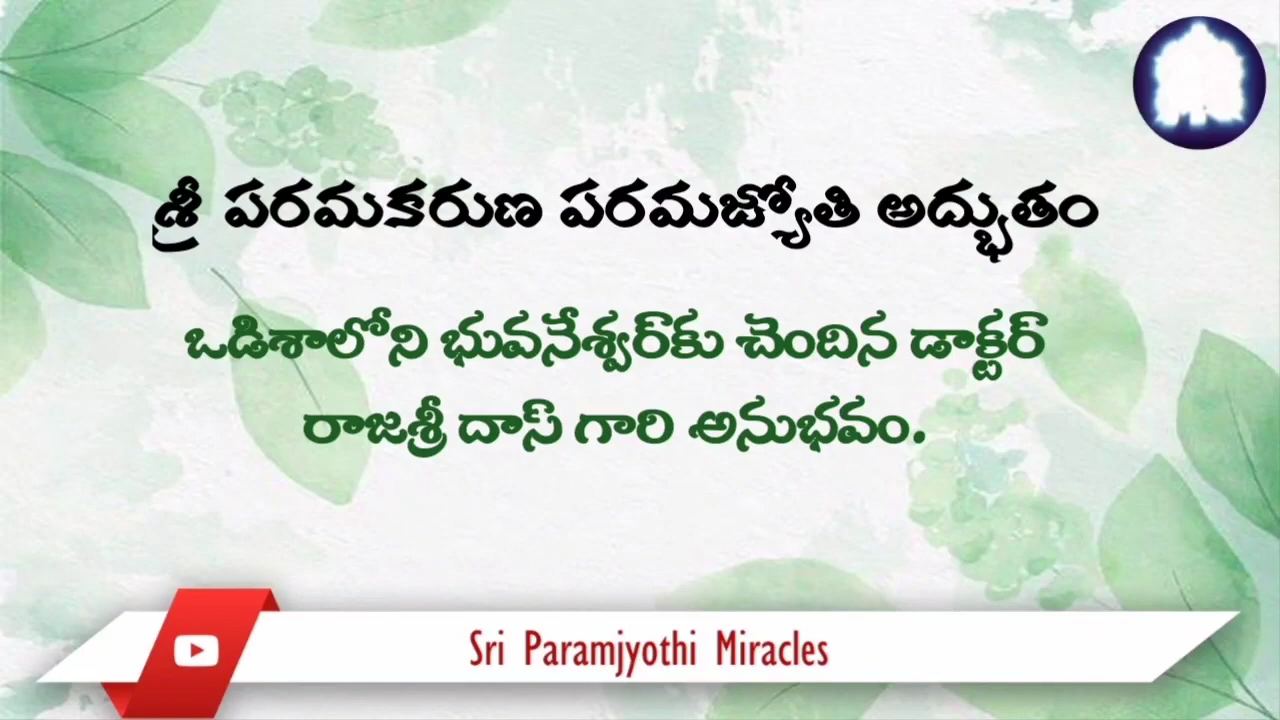 శ్రీ పరమకరుణ పరమజ్యోతి అద్భుతం
ఒడిశాలోని భువనేశ్వర్‌కు చెందిన డాక్టర్
రాజశ్రీ దాస్ గారి అనుభవం.
Sri Paramjyothi Miracles